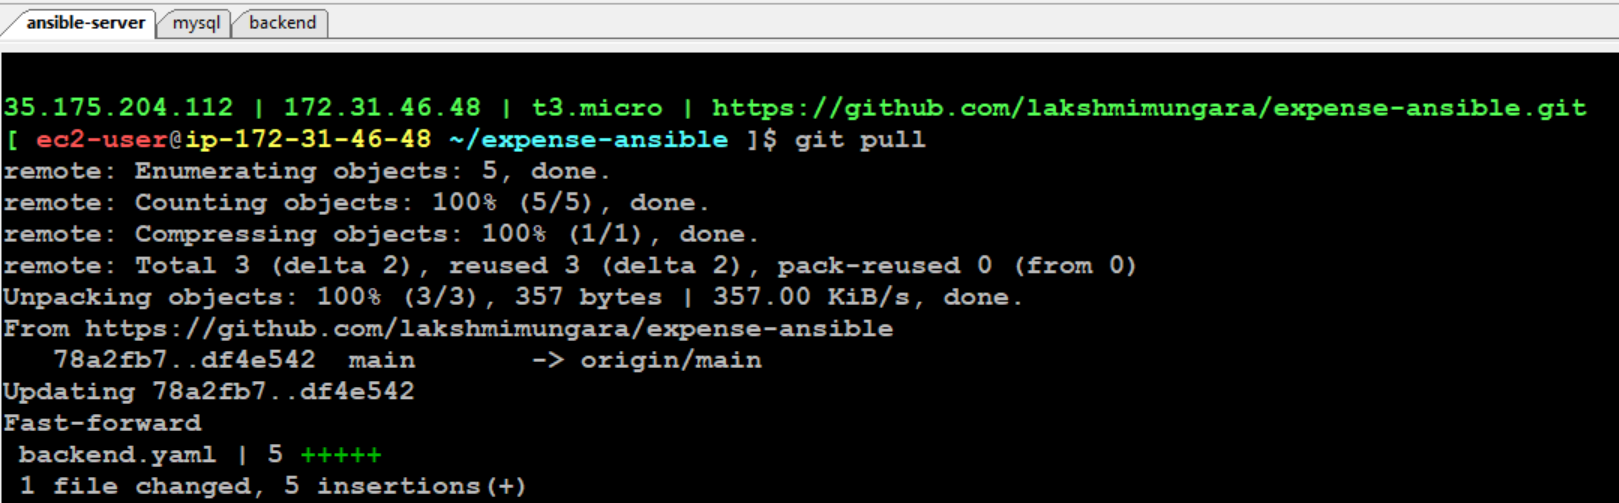 ansible-server mysql backend
35.175.204.112 | 172.31.46.48 | t3.micro | https://github.com/lakshmimungara/expense-ansible.git
[ ec2-user@ip-172-31-46-48 ~/expense-ansible ]$ git pull
remote: Enumerating objects: 5, done.
remote: Counting objects: 100% (5/5), done.
remote: Compressing objects: 100% (1/1), done.
remote: Total 3 (delta 2), reused 3 (delta 2), pack-reused 0 (from 0)
Unpacking objects: 100% (3/3), 357 bytes | 357.00 KiB/s, done.
From https://github.com/lakshmimungara/expense-ansible
   78a2fb7..df4e542  main       -> origin/main
Updating 78a2fb7..df4e542
Fast-forward
 backend.yaml | 5 +++++
 1 file changed, 5 insertions(+)